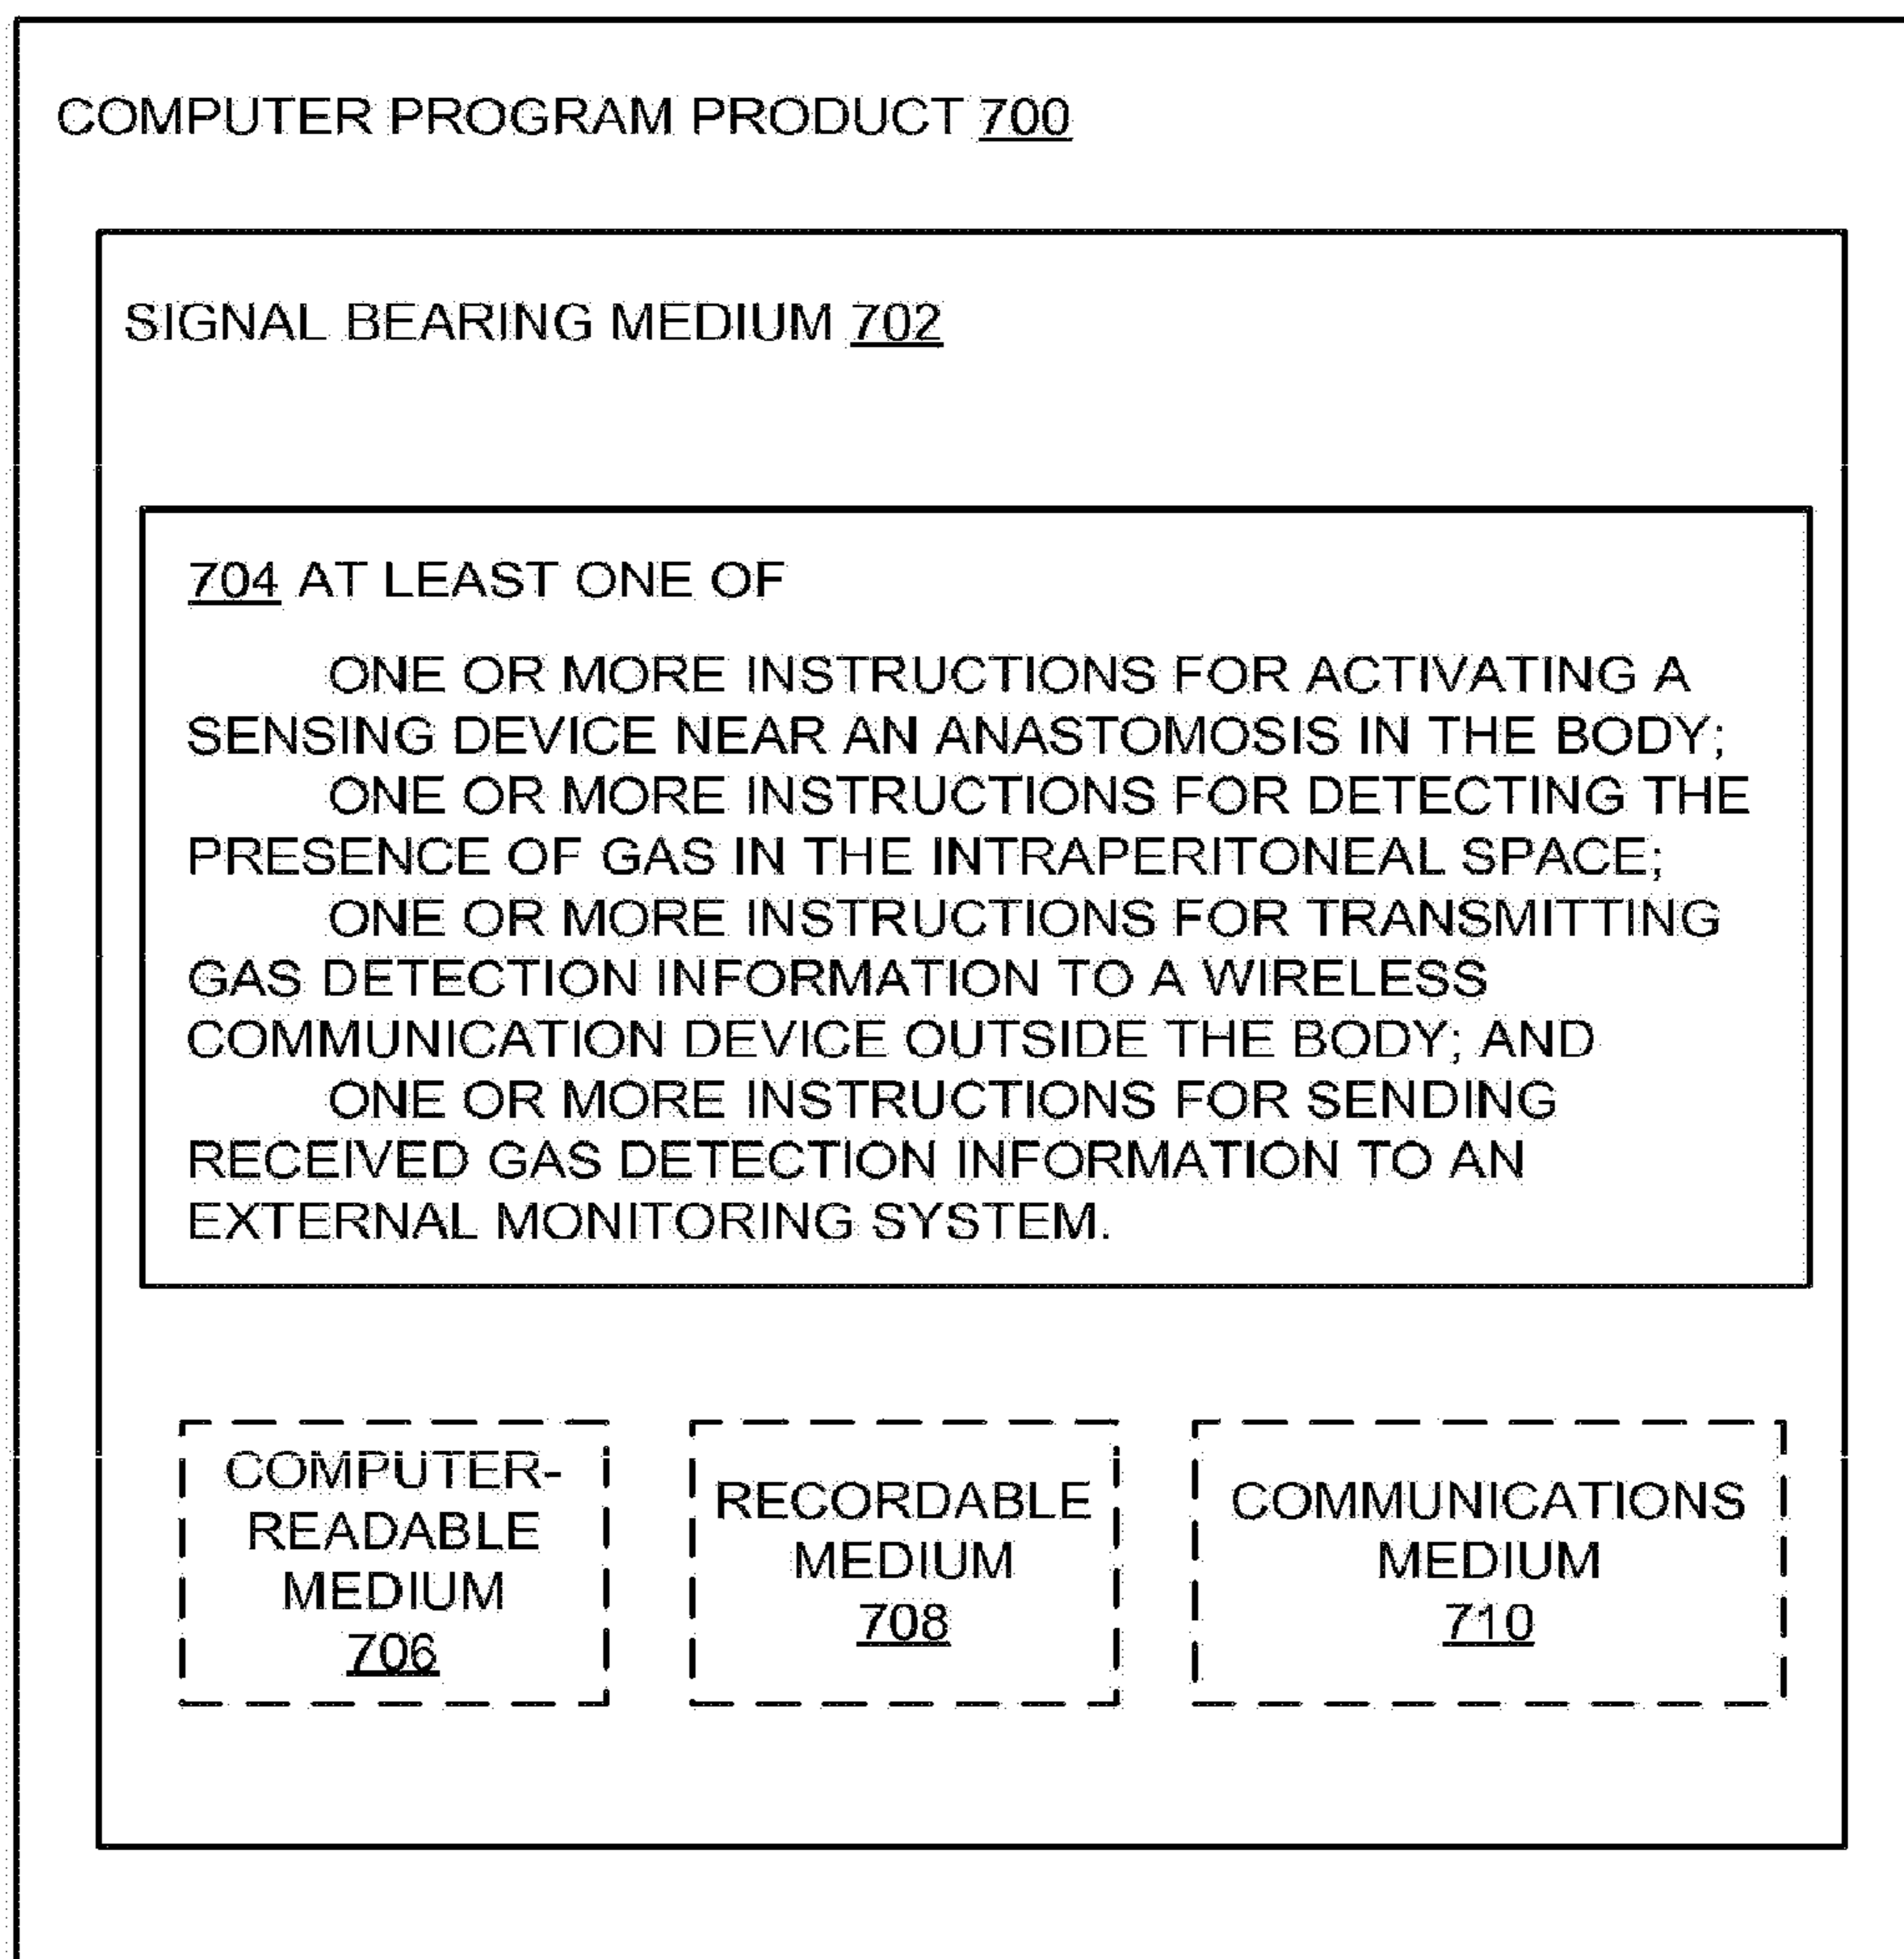 COMPUTER PROGRAM PRODUCT 700
SIGNAL BEARING MEDIUM 702
704 AT LEAST ONE OF
ONE OR MORE INSTRUCTIONS FOR ACTIVATING A
SENSING DEVICE NEAR AN ANASTOMOSIS IN THE BODY;
ONE OR MORE INSTRUCTIONS FOR DETECTING THE
PRESENCE OF GAS IN THE INTRAPERITONEAL SPACE;
ONE OR MORE INSTRUCTIONS FOR TRANSMITTING
GAS DETECTION INFORMATION TO A WIRELESS
COMMUNICATION DEVICE OUTSIDE THE BODY; AND
ONE OR MORE INSTRUCTIONS FOR SENDING
RECEIVED GAS DETECTION INFORMATION TO AN
EXTERNAL MONITORING SYSTEM.
COMPUTER-
READABLE
MEDIUM
706
RECORDABLE
MEDIUM
708
COMMUNICATIONS
MEDIUM
710